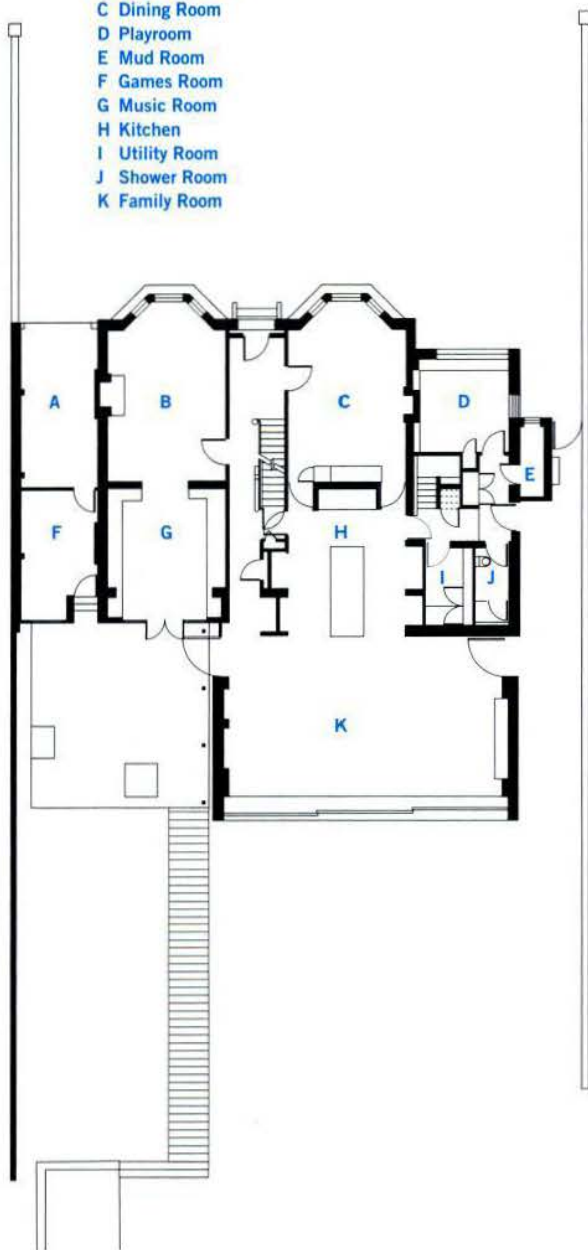 C Dining Room
D Playroom
E Mud Room
F Games Room
G Music Room
H Kitchen
I Utility Room
J Shower Room
K Family Room
A
B
C
D
E
F
G
H
I
J
K